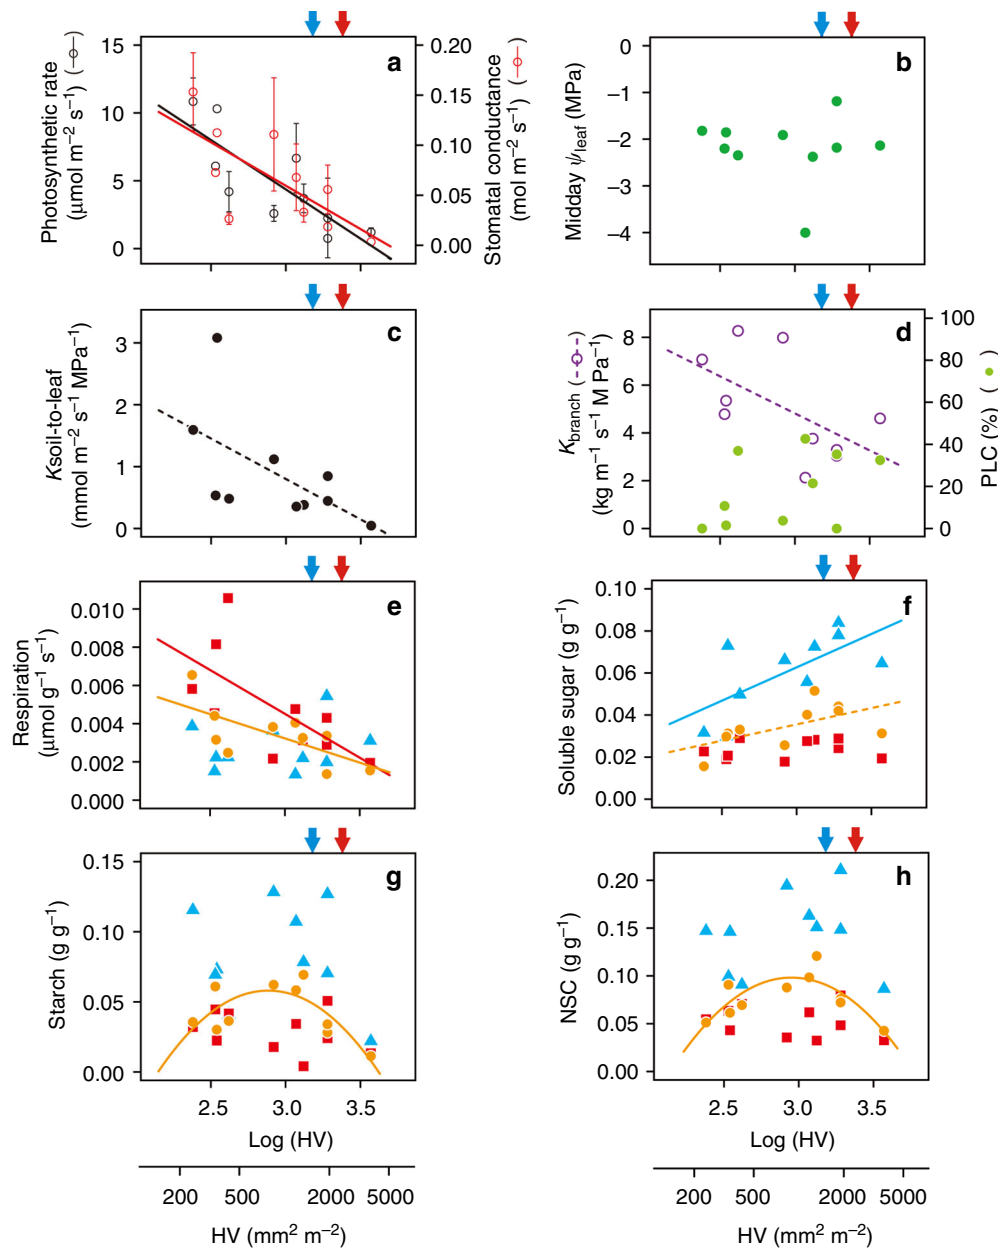 a
Photosynthetic rate
(μmol m−2 s−1) ( )
15
10
5
0
0.20
0.15
0.10
0.05
0.00
Stomatal conductance
(mol m−2 s−1) ( )
b
Midday ψleaf (MPa)
0
−1
−2
−3
−4
c
Ksoil-to-leaf
(mmol m−2 s−1 MPa−1)
3
2
1
0
d
Kbranch ( )
(kg m−1 s−1 M Pa−1)
8
6
4
2
0
100
80
60
40
20
0
PLC (%) ( )
e
Respiration
(μmol g−1 s−1)
0.010
0.008
0.006
0.004
0.002
0.000
f
Soluble sugar (g g−1)
0.10
0.08
0.06
0.04
0.02
0.00
g
Starch (g g−1)
0.15
0.10
0.05
0.00
2.5 3.0 3.5
Log (HV)
200 500 2000 5000
HV (mm2 m−2)
h
NSC (g g−1)
0.20
0.15
0.10
0.05
0.00
2.5 3.0 3.5
Log (HV)
200 500 2000 5000
HV (mm2 m−2)